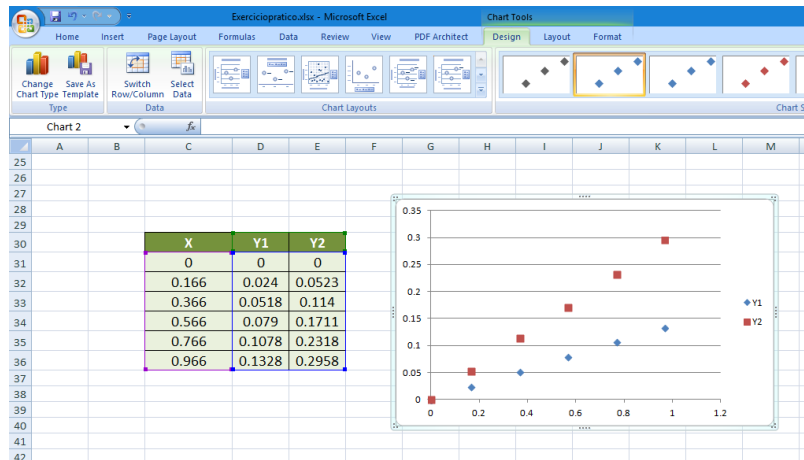 Exerciciopratico.xlsx - Microsoft Excel
Chart Tools
Home Insert Page Layout Formulas Data Review View PDF Architect Design Layout Format
Change Chart Type
Save As Template
Switch Row/Column
Select Data
Type Data Chart Layouts Chart S
Chart 2 fx
A B C D E F G H I J K L M
25
26
27
28
29
30 X Y1 Y2
31 0 0 0
32 0.166 0.024 0.0523
33 0.366 0.0518 0.114
34 0.566 0.079 0.1711
35 0.766 0.1078 0.2318
36 0.966 0.1328 0.2958
37
38
39
40
41
42
0.35
0.3
0.25
0.2
0.15
0.1
0.05
0
0 0.2 0.4 0.6 0.8 1 1.2
Y1
Y2